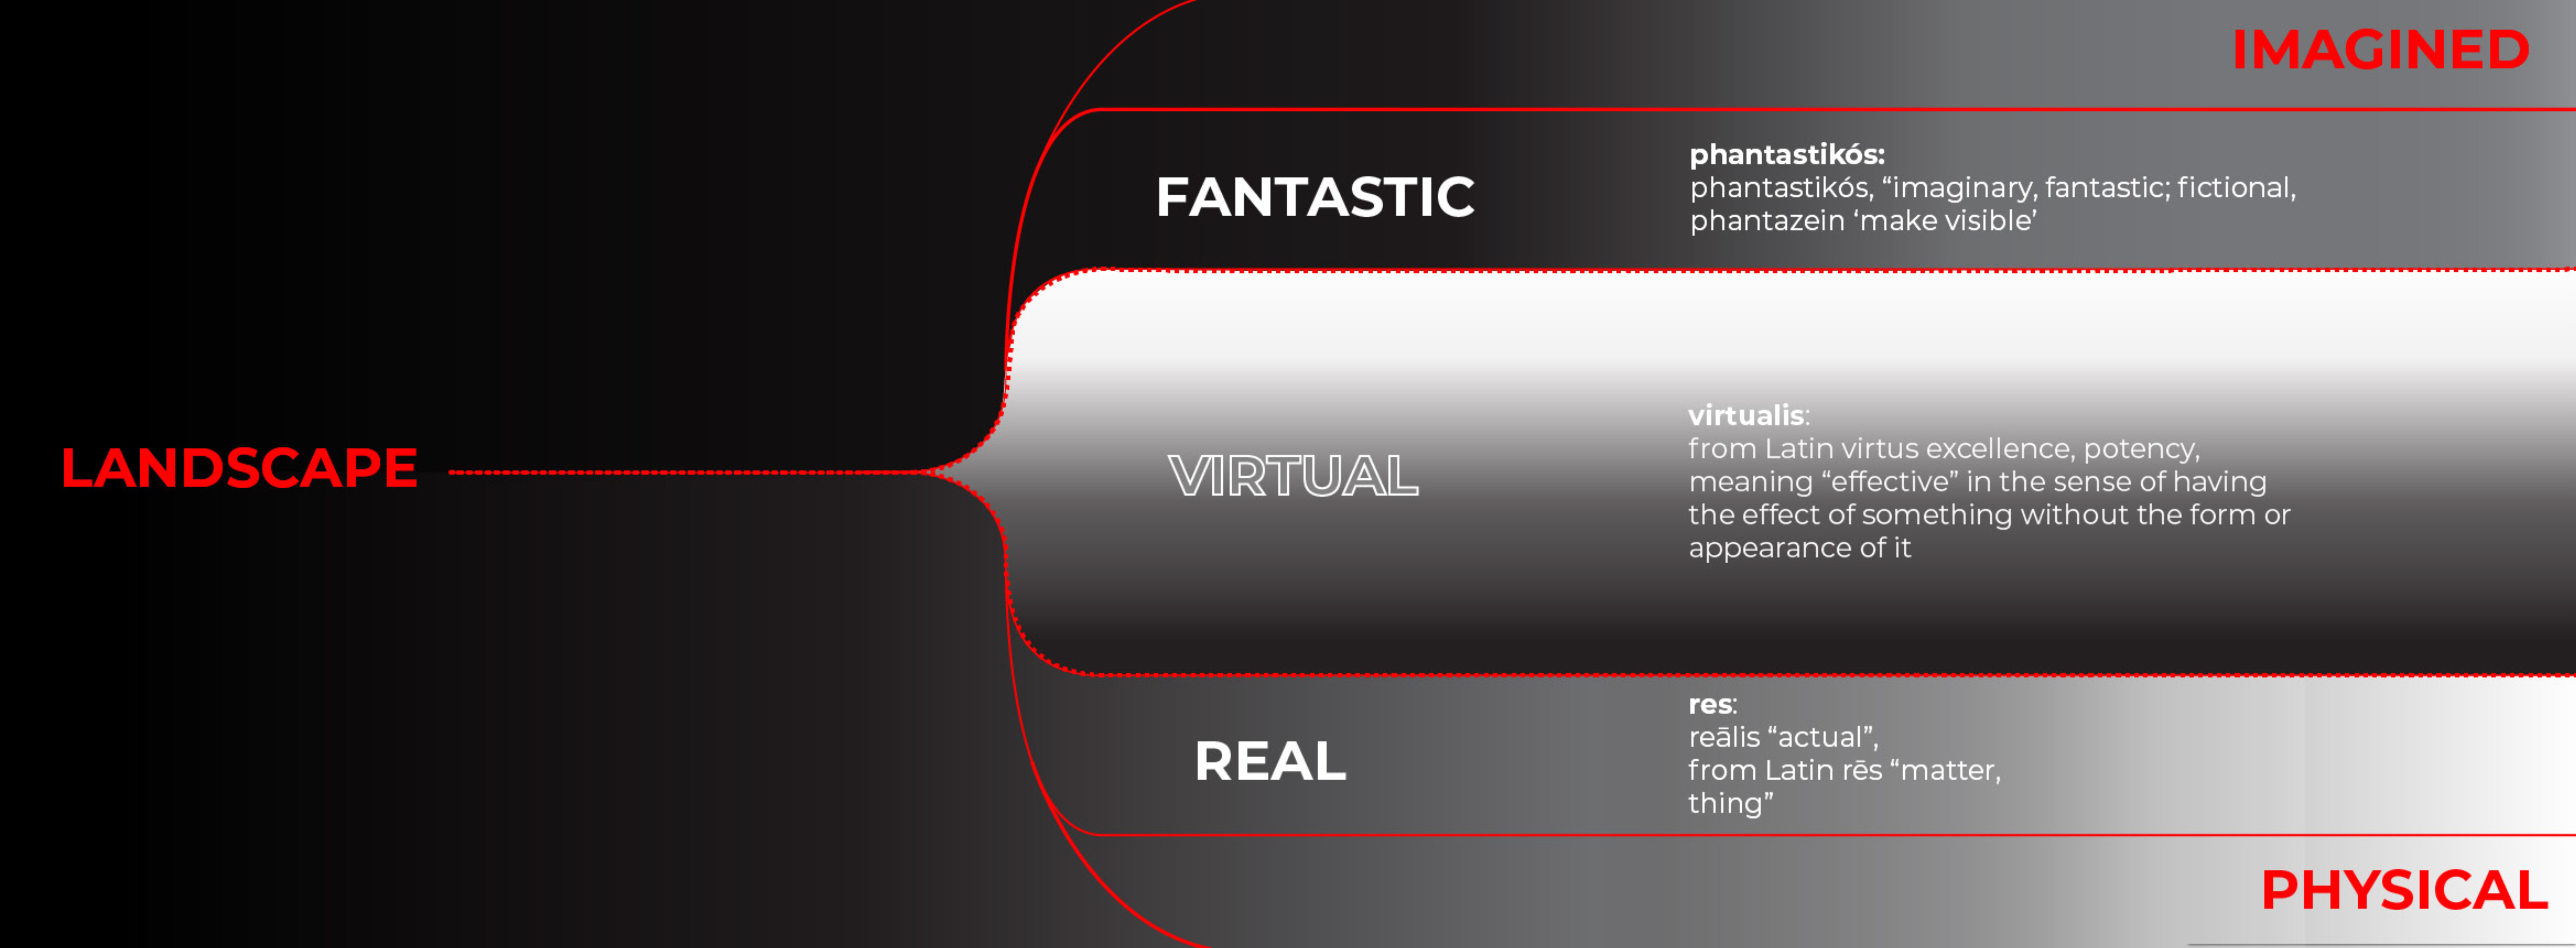 IMAGINED
FANTASTIC
phantastikós:
phantastikós, “imaginary, fantastic; fictional,
phantazein ‘make visible’
LANDSCAPE
VIRTUAL
virtualis:
from Latin virtus excellence, potency,
meaning “effective” in the sense of having
the effect of something without the form or
appearance of it
REAL
res:
reālis “actual”,
from Latin rēs “matter,
thing”
PHYSICAL